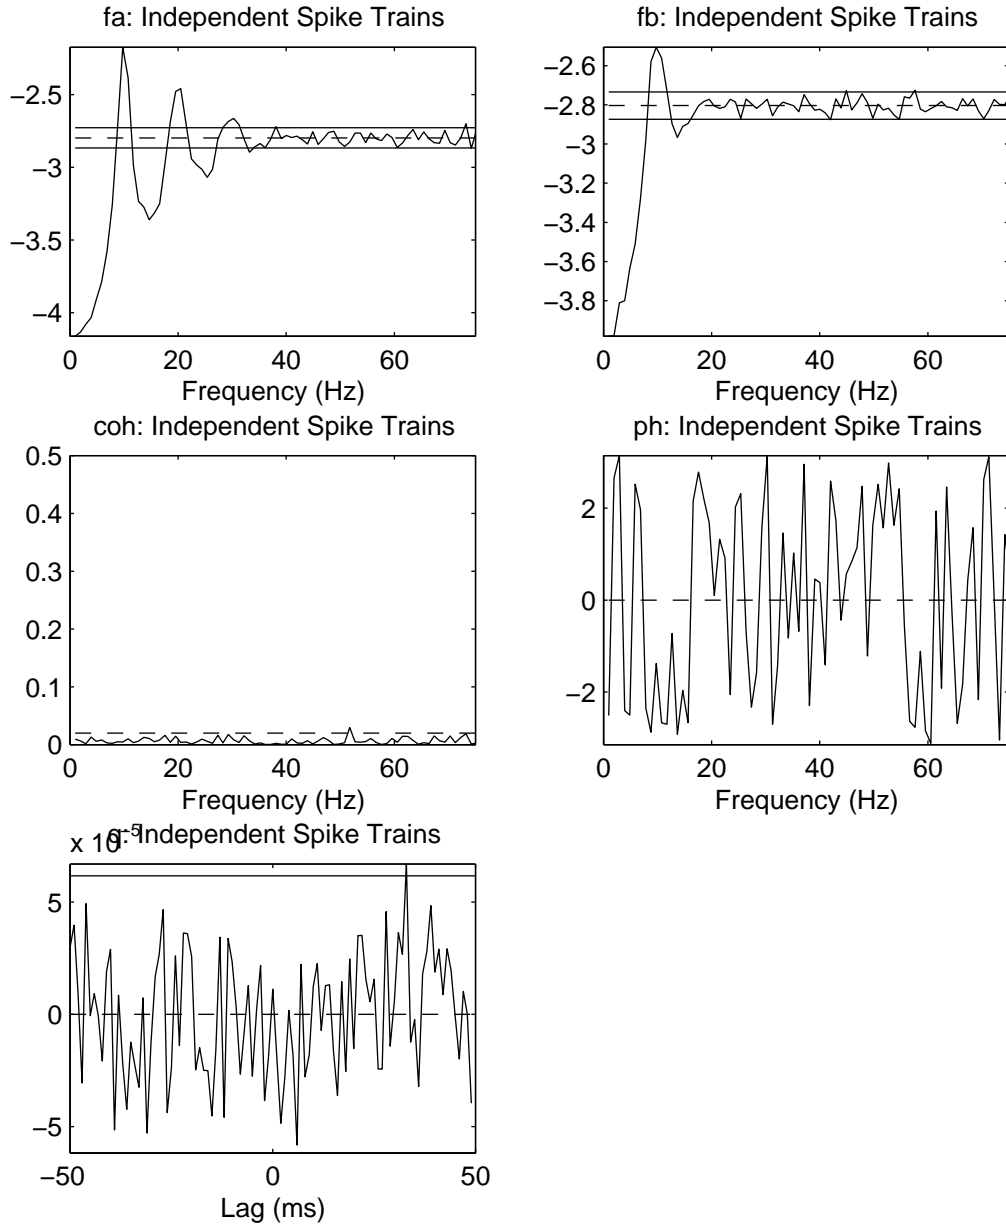 fa: Independent Spike Trains
fb: Independent Spike Trains
−2.5
−3
−3.5
−4
0 20 40 60
Frequency (Hz)
−2.6
−2.8
−3
−3.2
−3.4
−3.6
−3.8
0 20 40 60
Frequency (Hz)
coh: Independent Spike Trains
ph: Independent Spike Trains
0.5
0.4
0.3
0.2
0.1
0
0 20 40 60
Frequency (Hz)
2
0
−2
0 20 40 60
Frequency (Hz)
x 10−5
: Independent Spike Trains
5
0
−5
−50 0 50
Lag (ms)